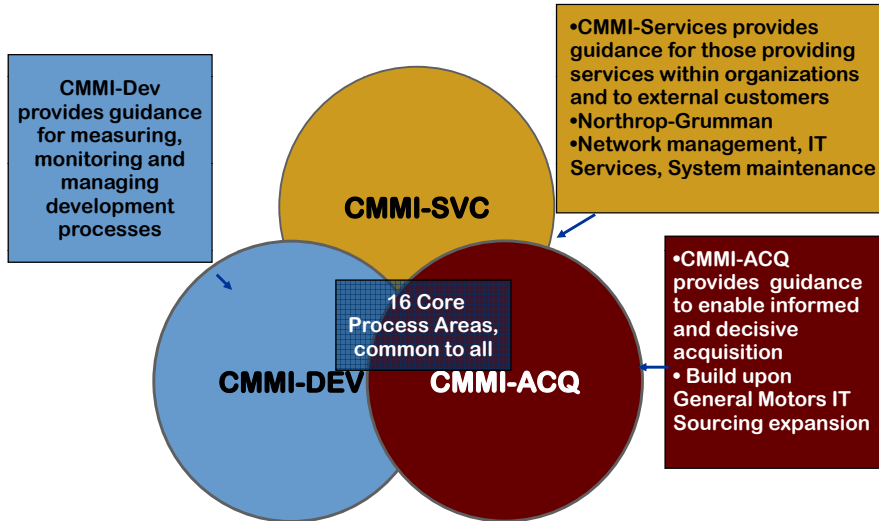 CMMI-Dev
provides guidance
for measuring,
monitoring and
managing
development
processes
•CMMI-Services provides
guidance for those providing
services within organizations
and to external customers
•Northrop-Grumman
•Network management, IT
Services, System maintenance
CMMI-SVC
16 Core
Process Areas,
common to all
CMMI-DEV
CMMI-ACQ
•CMMI-ACQ
provides guidance
to enable informed
and decisive
acquisition
• Build upon
General Motors IT
Sourcing expansion